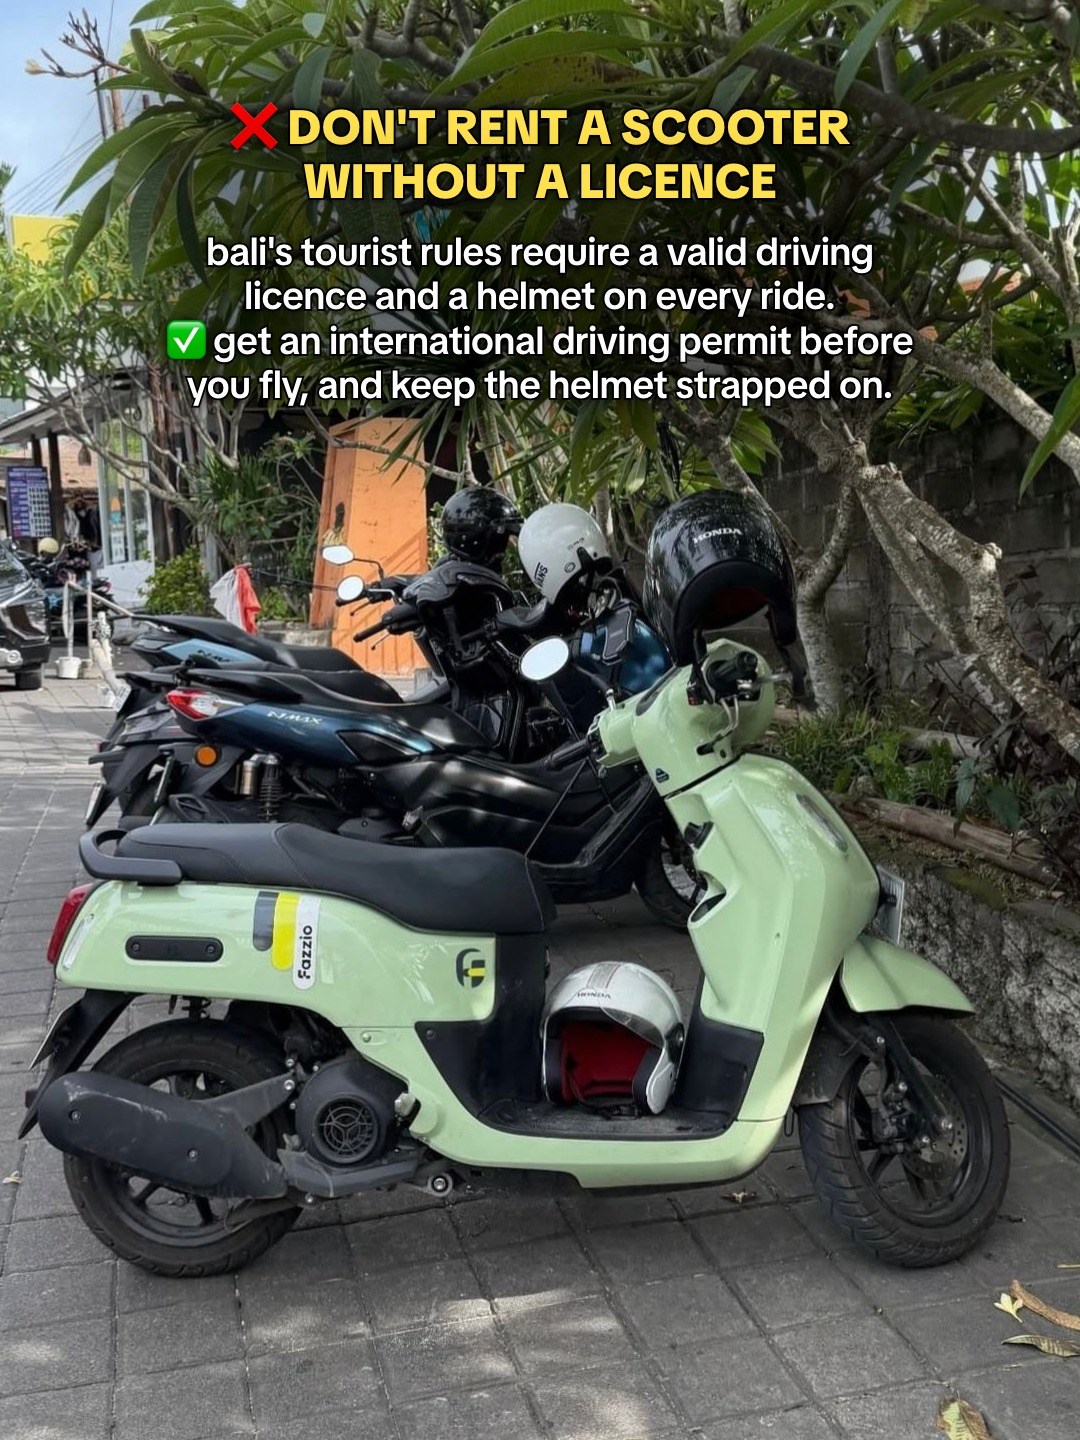 ❌ DON'T RENT A SCOOTER
WITHOUT A LICENCE
bali's tourist rules require a valid driving
licence and a helmet on every ride.
✅ get an international driving permit before
you fly, and keep the helmet strapped on.
HONDA
VANS
NMAX
Fazzio
HONDA